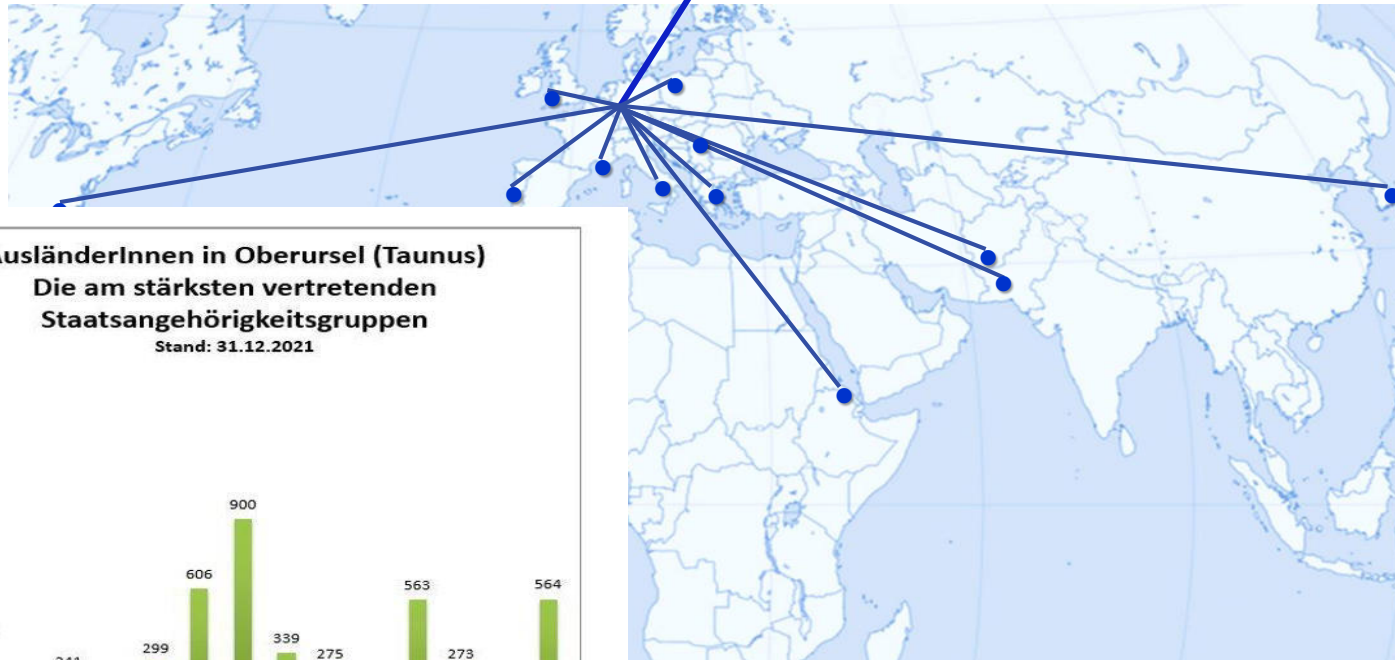 usländerInnen in Oberursel (Taunus)
Die am stärksten vertretenden
Staatsangehörigkeitsgruppen
Stand: 31.12.2021
900
606
563
564
339
299
275
273